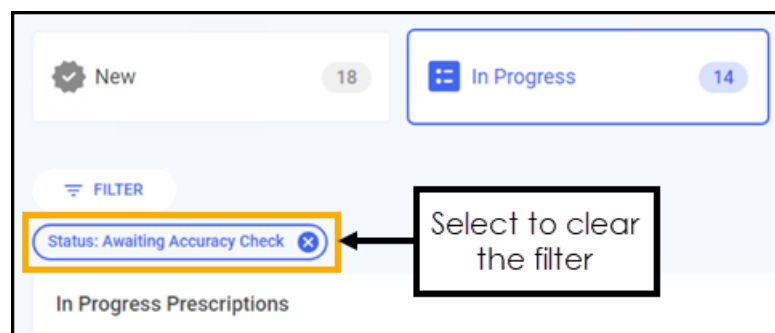 New 18
In Progress 14
FILTER
Status: Awaiting Accuracy Check
Select to clear
the filter
In Progress Prescriptions